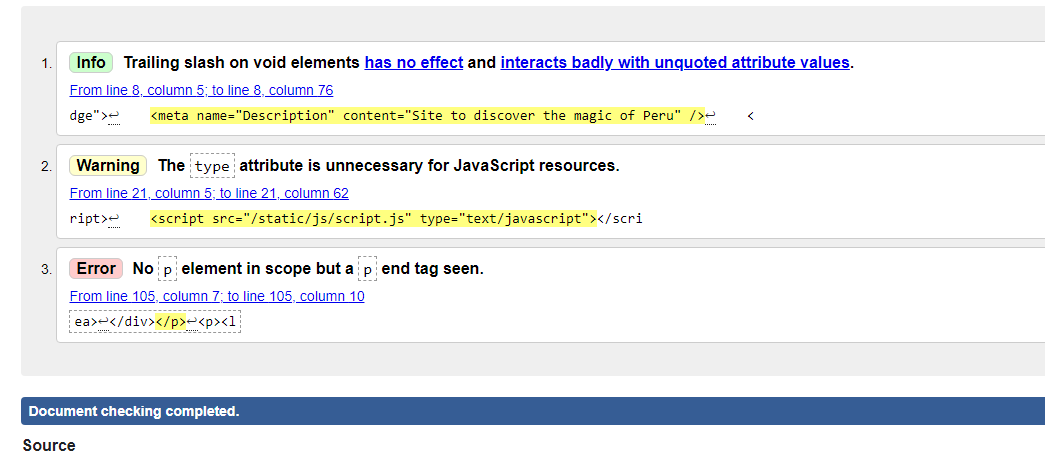 1. Info Trailing slash on void elements has no effect and interacts badly with unquoted attribute values.
From line 8, column 5; to line 8, column 76
dge">↩ <meta name="Description" content="Site to discover the magic of Peru" />↩ <
2. Warning The type attribute is unnecessary for JavaScript resources.
From line 21, column 5; to line 21, column 62
ript>↩ <script src="/static/js/script.js" type="text/javascript"></scri
3. Error No p element in scope but a p end tag seen.
From line 105, column 7; to line 105, column 10
ea>↩</div></p>↩<p><l
Document checking completed.
Source